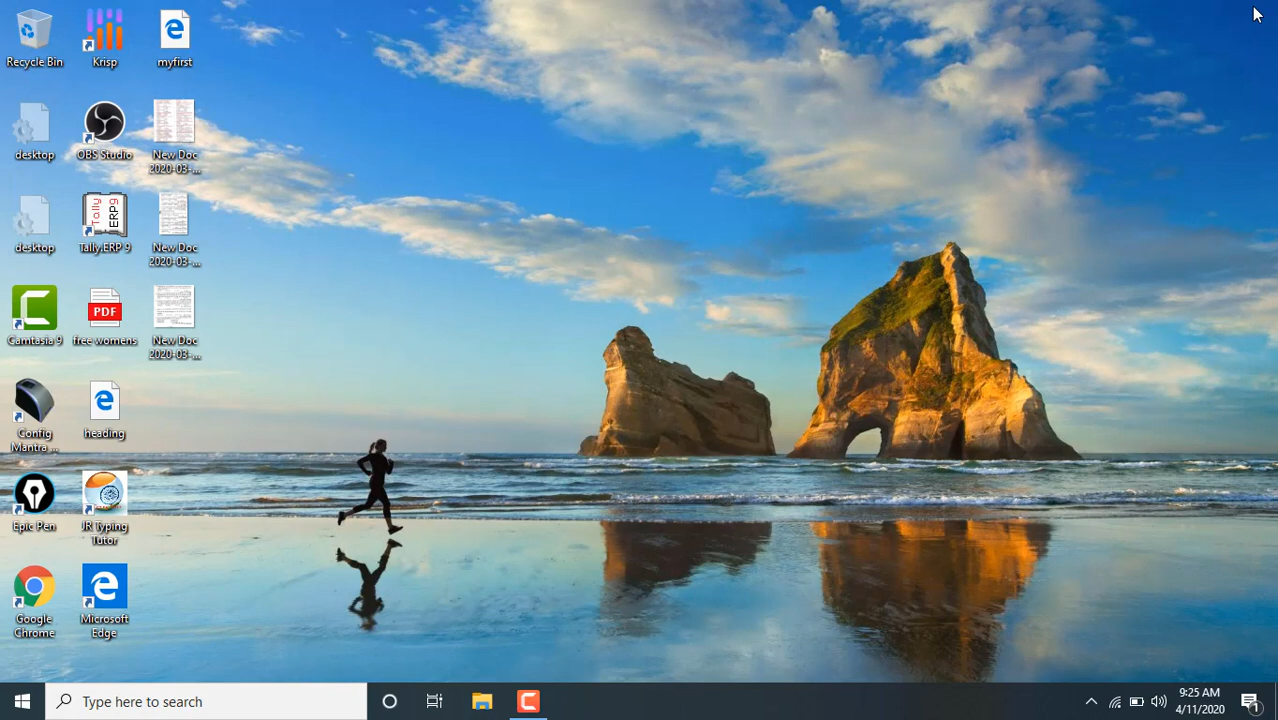 Recycle Bin
Krisp
myfirst
desktop
OBS Studio
New Doc
2020-03-...
desktop
Tally
ERP9
Tally.ERP 9
New Doc
2020-03-...
Camtasia 9
PDF
free womens
New Doc
2020-03-...
Config
Mantra ...
heading
Epic Pen
JR Typing
Tutor
Google
Chrome
Microsoft
Edge
Type here to search
9:25 AM
4/11/2020
1